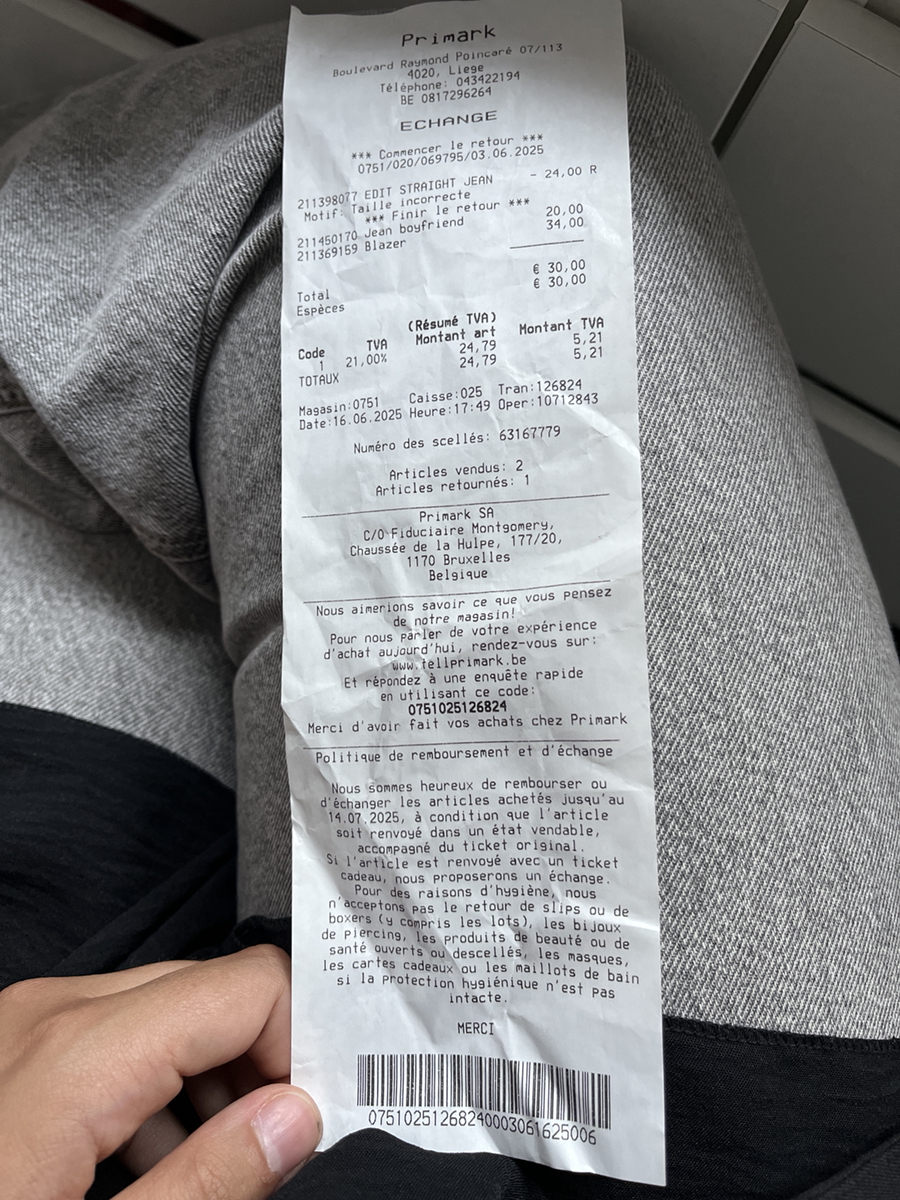 Primark
Boulevard Raymond Poincaré 07/113
4020, Liege
Téléphone: 043422194
BE 0817296264
ECHANGE
*** Commencer le retour ***
0751/020/069795/03.06.2025
211398077 EDIT STRAIGHT JEAN - 24,00 R
Motif: Taille incorrecte
*** Finir le retour ***
211450170 Jean boyfriend 20,00
211369159 Blazer 34,00
Total € 30,00
Espèces € 30,00
(Résumé TVA)
Code TVA Montant art Montant TVA
1 21,00% 24,79 5,21
TOTAUX 24,79 5,21
Magasin:0751 Caisse:025 Tran:126824
Date:16.06.2025 Heure:17:49 Oper:10712843
Numéro des scellés: 63167779
Articles vendus: 2
Articles retournés: 1
Primark SA
C/O Fiduciaire Montgomery,
Chaussée de la Hulpe, 177/20,
1170 Bruxelles
Belgique
Nous aimerions savoir ce que vous pensez
de notre magasin!
Pour nous parler de votre expérience
d'achat aujourd'hui, rendez-vous sur:
www.tellprimark.be
Et répondez à une enquête rapide
en utilisant ce code:
0751025126824
Merci d'avoir fait vos achats chez Primark
Politique de remboursement et d'échange
Nous sommes heureux de rembourser ou
d'échanger les articles achetés jusqu'au
14.07.2025, à condition que l'article
soit renvoyé dans un état vendable,
accompagné du ticket original.
Si l'article est renvoyé avec un ticket
cadeau, nous proposerons un échange.
Pour des raisons d'hygiène, nous
n'acceptons pas le retour de slips ou de
boxers (y compris les lots), les bijoux
de piercing, les produits de beauté ou de
santé ouverts ou descellés, les masques,
les cartes cadeaux ou les maillots de bain
si la protection hygiénique n'est pas
intacte.
MERCI
07510251268240003061625006